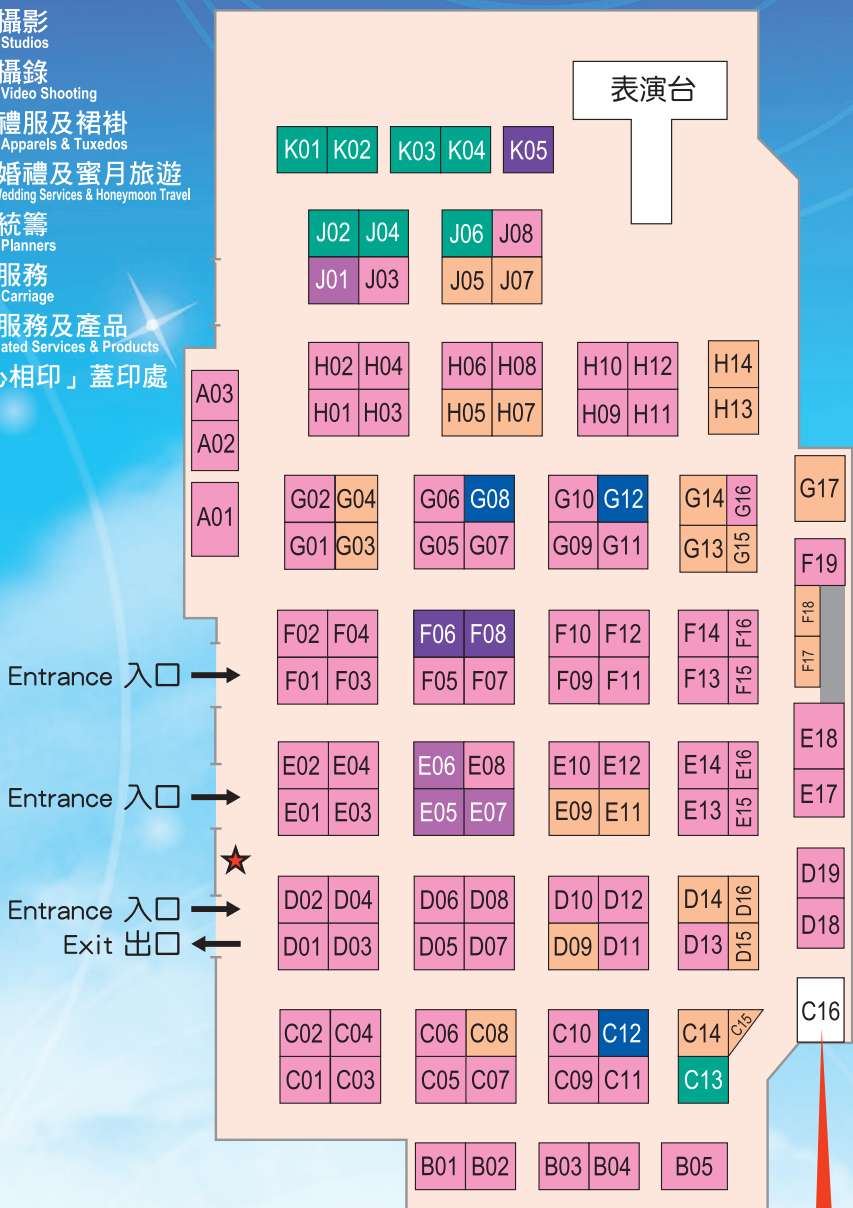 攝影
Studios
攝錄
Video Shooting
禮服及裙褂
Apparels & Tuxedos
婚禮及蜜月旅遊
Wedding Services & Honeymoon Travel
統籌
Planners
服務
Carriage
服務及產品
ated Services & Products
心相印」蓋印處
表演台
K01 K02 K03 K04 K05
J02 J04 J06 J08
J01 J03 J05 J07
H02 H04 H06 H08 H10 H12 H14
H01 H03 H05 H07 H09 H11 H13
A03
A02
A01
G02 G04 G06 G08 G10 G12 G14 G16 G17
G01 G03 G05 G07 G09 G11 G13 G15
F19
F18
F17
F02 F04 F06 F08 F10 F12 F14 F16
Entrance 入口
F01 F03 F05 F07 F09 F11 F13 F15
E18
E17
E02 E04 E06 E08 E10 E12 E14 E16
Entrance 入口
E01 E03 E05 E07 E09 E11 E13 E15
D19
D18
D02 D04 D06 D08 D10 D12 D14 D16
Entrance 入口
Exit 出口
D01 D03 D05 D07 D09 D11 D13 D15
C16
C02 C04 C06 C08 C10 C12 C14 C15
C01 C03 C05 C07 C09 C11 C13
B01 B02 B03 B04 B05